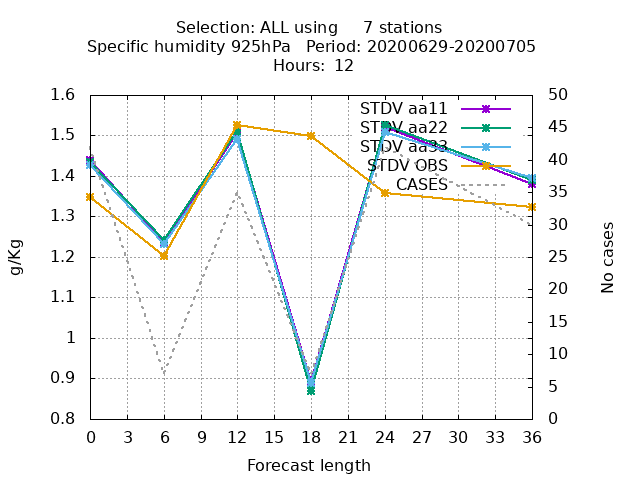 Selection: ALL using     7 stations
Specific humidity 925hPa   Period: 20200629-20200705
Hours:  12
STDV aa11
STDV aa22
STDV aa33
STDV OBS
CASES
1.6
1.5
1.4
1.3
1.2
1.1
1
0.9
0.8
g/Kg
50
45
40
35
30
25
20
15
10
5
0
No cases
0 3 6 9 12 15 18 21 24 27 30 33 36
Forecast length